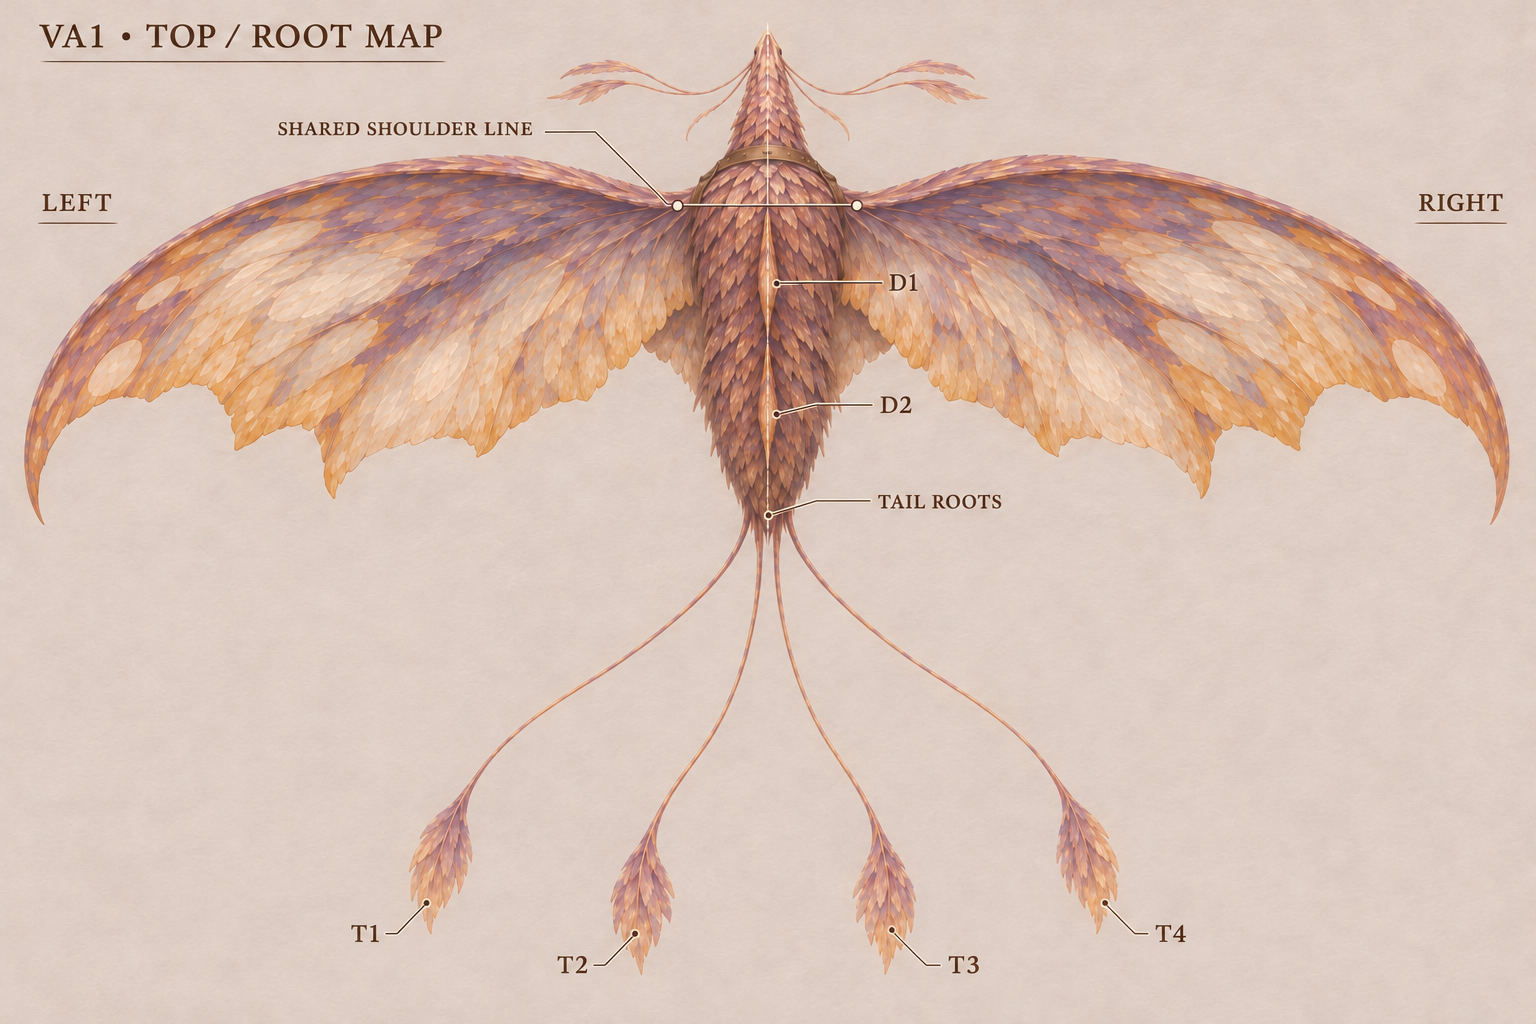 VA1 • TOP / ROOT MAP
SHARED SHOULDER LINE
LEFT
RIGHT
D1
D2
TAIL ROOTS
T1
T4
T2
T3